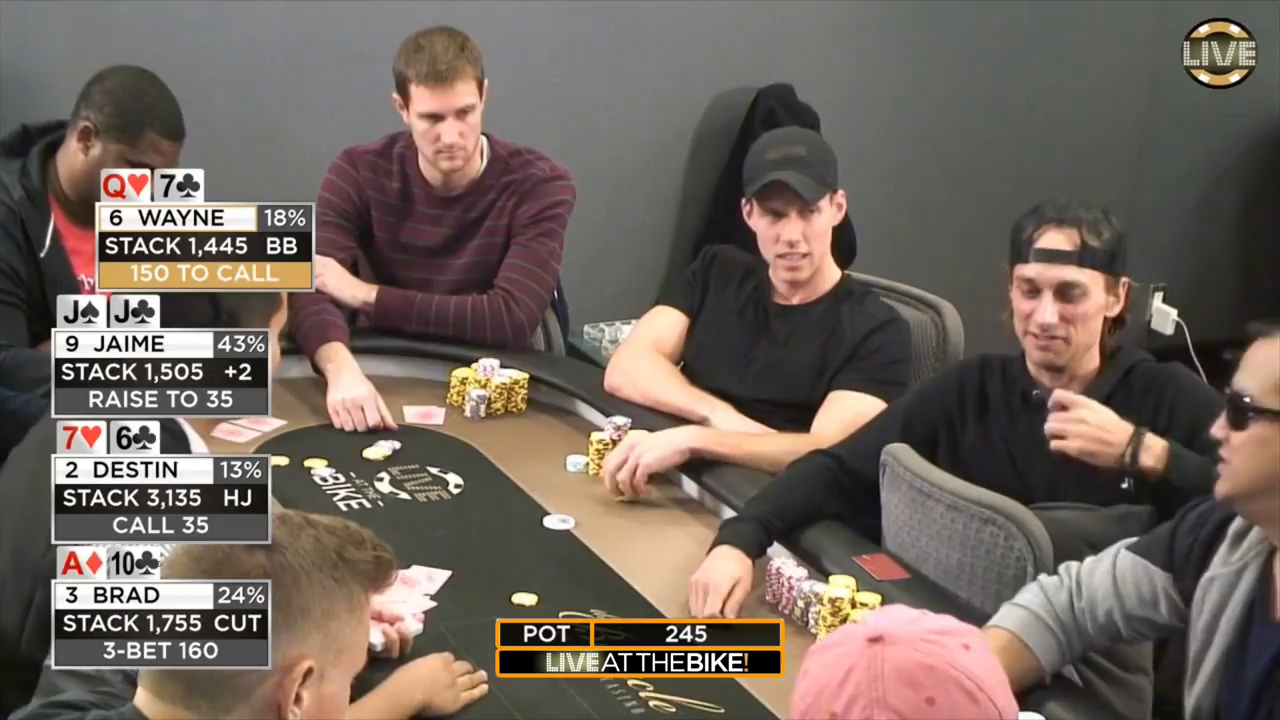 LIVE
Q♥ 7♣
6 WAYNE 18%
STACK 1,445 BB
150 TO CALL
J♠ J♣
9 JAIME 43%
STACK 1,505 +2
RAISE TO 35
7♥ 6♣
2 DESTIN 13%
STACK 3,135 HJ
CALL 35
A♦ 10♣
3 BRAD 24%
STACK 1,755 CUT
3-BET 160
LIVE
AT THE
BIKE
POT 245
LIVEATTHEBIKE!
CASINO